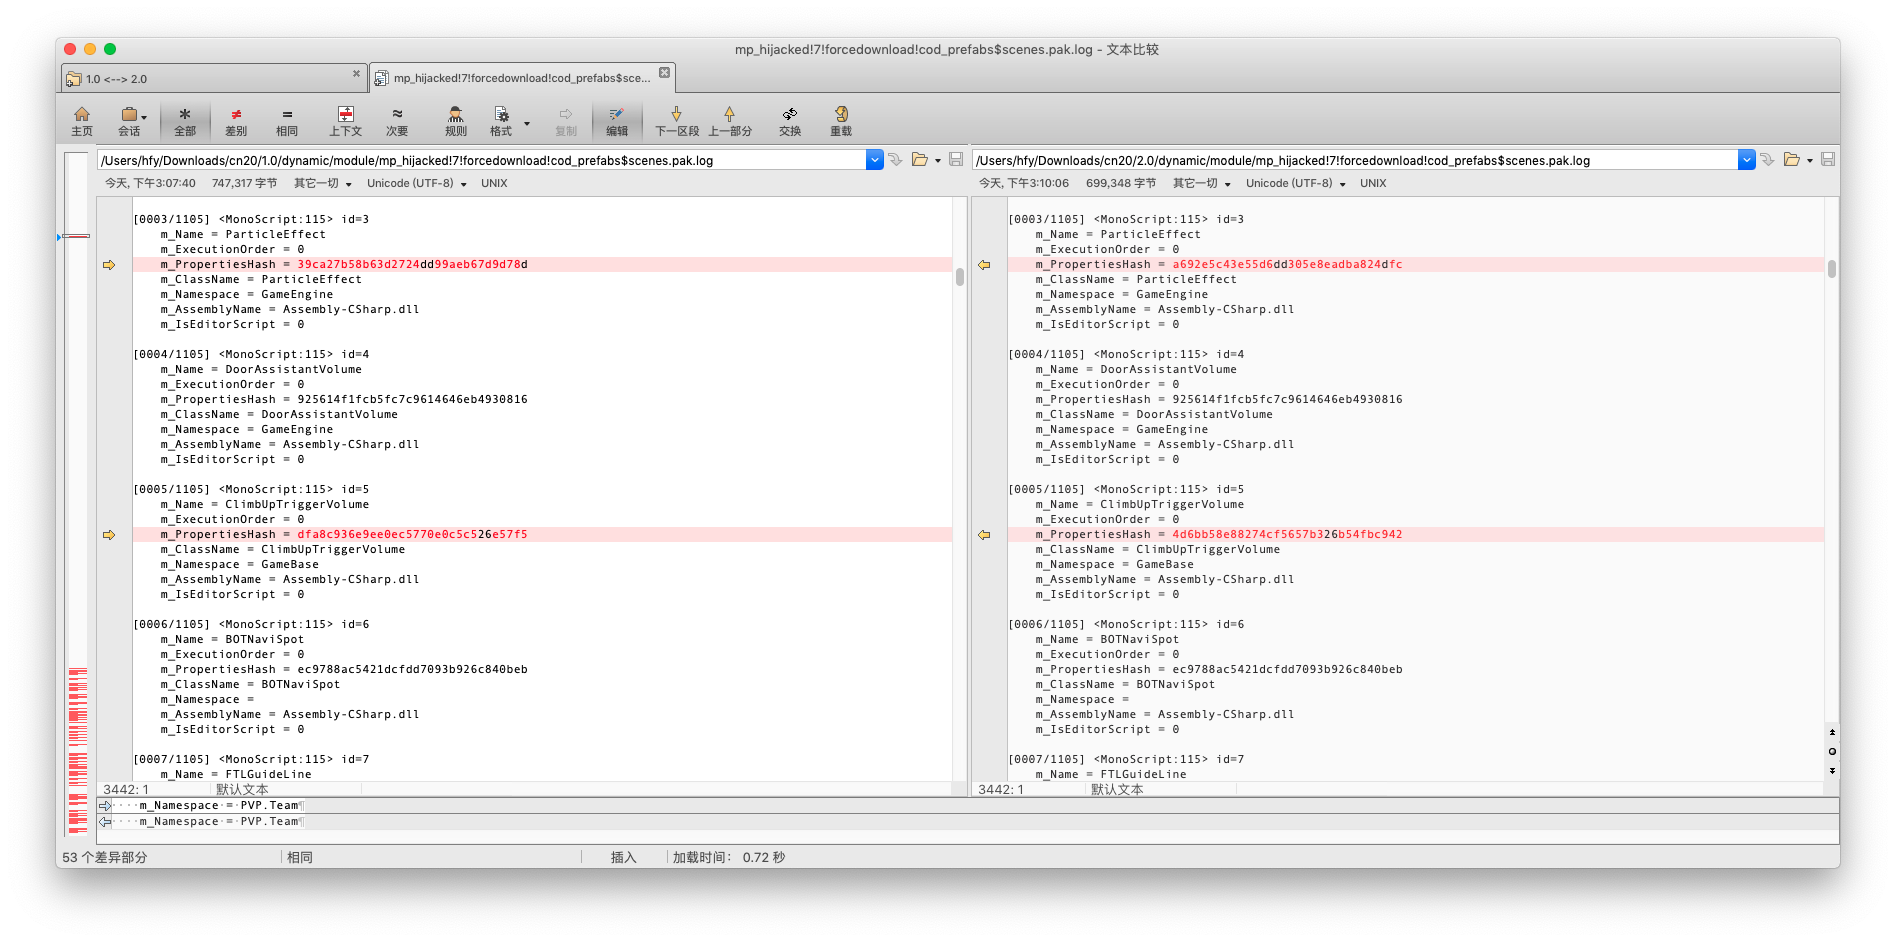 mp_hijacked!7!forcedownload!cod_prefabs$scenes.pak.log - 文本比较
1.0 <--> 2.0
mp_hijacked!7!forcedownload!cod_prefabs$sce...
主页 会话 全部 差别 相同 上下文 次要 规则 格式 复制 编辑 下一区段 上一部分 交换 重载
/Users/hfy/Downloads/cn20/1.0/dynamic/module/mp_hijacked!7!forcedownload!cod_prefabs$scenes.pak.log
今天, 下午3:07:40 747,317 字节 其它一切 Unicode (UTF-8) UNIX
[0003/1105] <MonoScript:115> id=3
m_Name = ParticleEffect
m_ExecutionOrder = 0
m_PropertiesHash = 39ca27b58b63d2724dd99aeb67d9d78d
m_ClassName = ParticleEffect
m_Namespace = GameEngine
m_AssemblyName = Assembly-CSharp.dll
m_IsEditorScript = 0
[0004/1105] <MonoScript:115> id=4
m_Name = DoorAssistantVolume
m_ExecutionOrder = 0
m_PropertiesHash = 925614f1fcb5fc7c9614646eb4930816
m_ClassName = DoorAssistantVolume
m_Namespace = GameEngine
m_AssemblyName = Assembly-CSharp.dll
m_IsEditorScript = 0
[0005/1105] <MonoScript:115> id=5
m_Name = ClimbUpTriggerVolume
m_ExecutionOrder = 0
m_PropertiesHash = dfa8c936e9ee0ec5770e0c5c526e57f5
m_ClassName = ClimbUpTriggerVolume
m_Namespace = GameBase
m_AssemblyName = Assembly-CSharp.dll
m_IsEditorScript = 0
[0006/1105] <MonoScript:115> id=6
m_Name = BOTNaviSpot
m_ExecutionOrder = 0
m_PropertiesHash = ec9788ac5421dcfdd7093b926c840beb
m_ClassName = BOTNaviSpot
m_Namespace =
m_AssemblyName = Assembly-CSharp.dll
m_IsEditorScript = 0
[0007/1105] <MonoScript:115> id=7
m_Name = FTLGuideLine
3442: 1 默认文本
/Users/hfy/Downloads/cn20/2.0/dynamic/module/mp_hijacked!7!forcedownload!cod_prefabs$scenes.pak.log
今天, 下午3:10:06 699,348 字节 其它一切 Unicode (UTF-8) UNIX
[0003/1105] <MonoScript:115> id=3
m_Name = ParticleEffect
m_ExecutionOrder = 0
m_PropertiesHash = a692e5c43e55d6dd305e8eadba824dfc
m_ClassName = ParticleEffect
m_Namespace = GameEngine
m_AssemblyName = Assembly-CSharp.dll
m_IsEditorScript = 0
[0004/1105] <MonoScript:115> id=4
m_Name = DoorAssistantVolume
m_ExecutionOrder = 0
m_PropertiesHash = 925614f1fcb5fc7c9614646eb4930816
m_ClassName = DoorAssistantVolume
m_Namespace = GameEngine
m_AssemblyName = Assembly-CSharp.dll
m_IsEditorScript = 0
[0005/1105] <MonoScript:115> id=5
m_Name = ClimbUpTriggerVolume
m_ExecutionOrder = 0
m_PropertiesHash = 4d6bb58e88274cf5657b326b54fbc942
m_ClassName = ClimbUpTriggerVolume
m_Namespace = GameBase
m_AssemblyName = Assembly-CSharp.dll
m_IsEditorScript = 0
[0006/1105] <MonoScript:115> id=6
m_Name = BOTNaviSpot
m_ExecutionOrder = 0
m_PropertiesHash = ec9788ac5421dcfdd7093b926c840beb
m_ClassName = BOTNaviSpot
m_Namespace =
m_AssemblyName = Assembly-CSharp.dll
m_IsEditorScript = 0
[0007/1105] <MonoScript:115> id=7
m_Name = FTLGuideLine
3442: 1 默认文本
····m_Namespace·=·PVP.Team¶
····m_Namespace·=·PVP.Team¶
53 个差异部分 相同 插入 加载时间： 0.72 秒